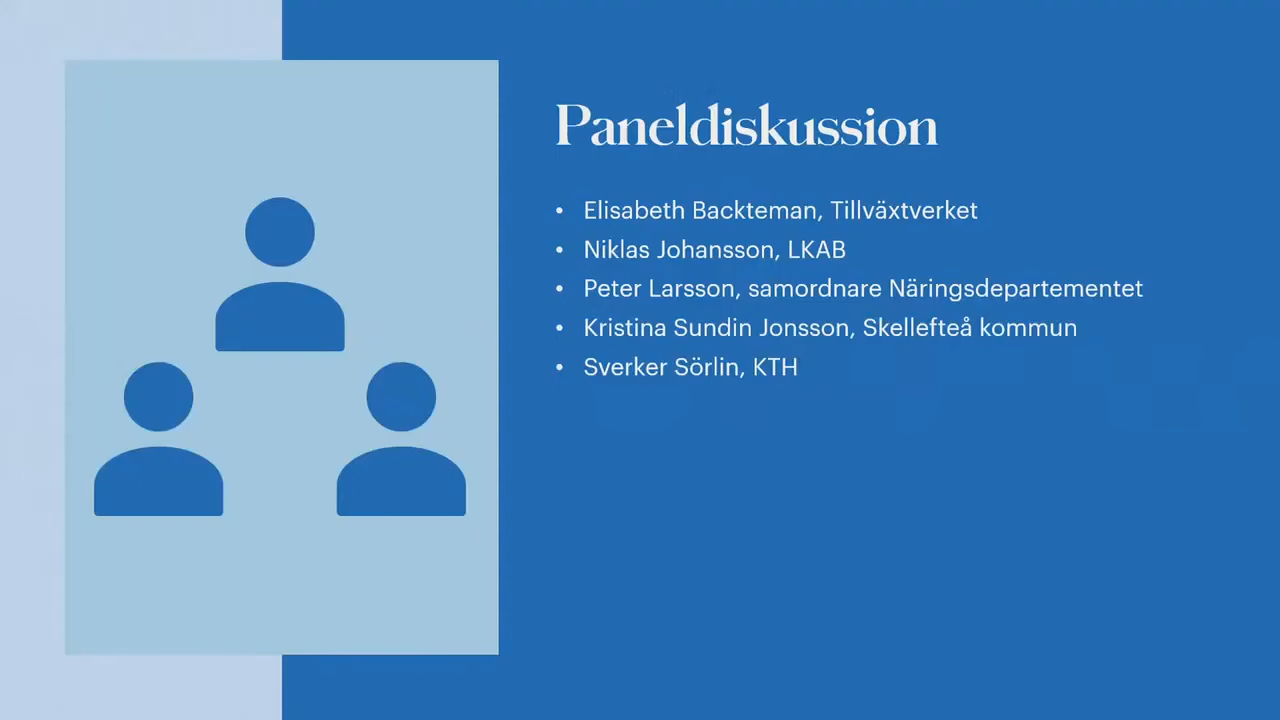 Paneldiskussion
• Elisabeth Backteman, Tillväxtverket
• Niklas Johansson, LKAB
• Peter Larsson, samordnare Näringsdepartementet
• Kristina Sundin Jonsson, Skellefteå kommun
• Sverker Sörlin, KTH